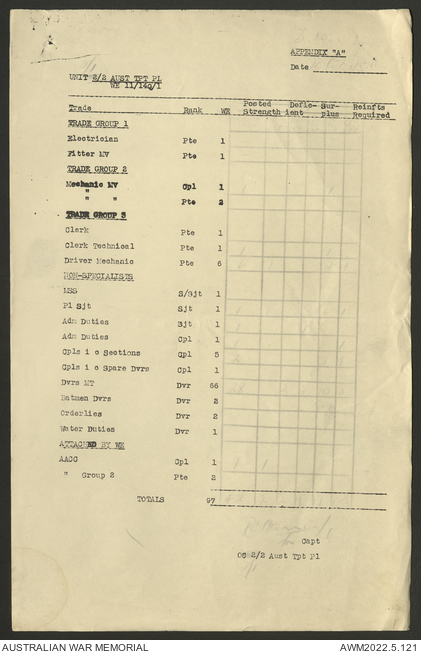 APPENDIX "A"
Date
UNIT 2/2 AUST TPT PL
WE 11/142/1
Trade Rank WE Posted Strength Defic- ient Sur- plus Reinfts Required
TRADE GROUP 1
Electrician Pte 1
Fitter MV Pte 1
TRADE GROUP 2
Mechanic MV Cpl 1
" " Pte 2
TRADE GROUP 3
Clerk Pte 1
Clerk Technical Pte 1
Driver Mechanic Pte 6
NON-SPECIALISTS
MSS S/Sjt 1
Pl Sjt Sjt 1
Adm Duties Sjt 1
Adm Duties Cpl 1
Cpls i c Sections Cpl 5
Cpls i c Spare Dvrs Cpl 1
Dvrs MT Dvr 66
Batmen Dvrs Dvr 2
Orderlies Dvr 2
Water Duties Dvr 1
ATTACHED BY WE
AACC Cpl 1
" Group 2 Pte 2
TOTALS 97
Capt
OC 2/2 Aust Tpt Pl
AUSTRALIAN WAR MEMORIAL
AWM2022.5.121